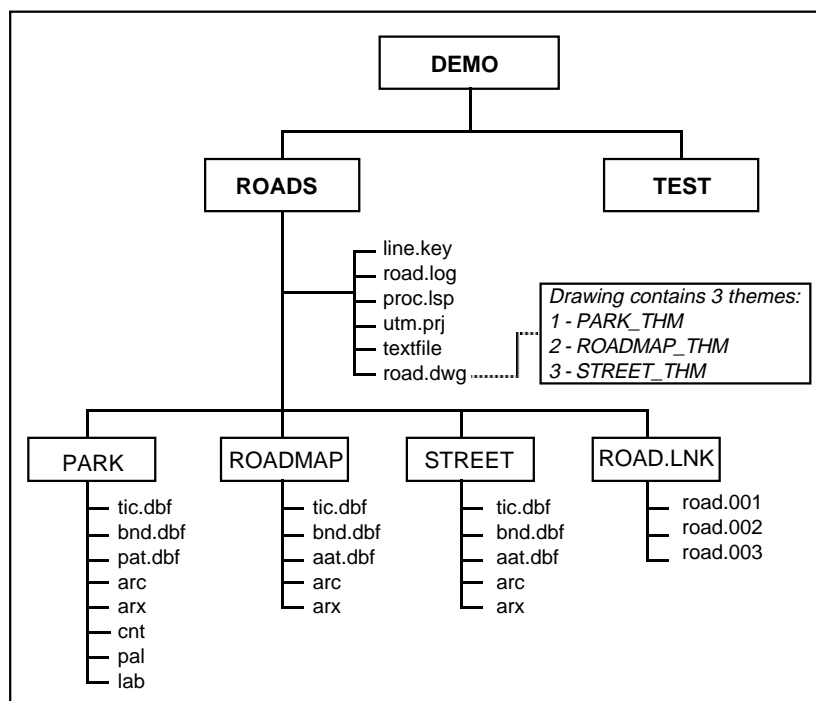 DEMO
ROADS
TEST
line.key
road.log
proc.lsp
utm.prj
textfile
road.dwg
Drawing contains 3 themes:
1 - PARK_THM
2 - ROADMAP_THM
3 - STREET_THM
PARK
tic.dbf
bnd.dbf
pat.dbf
arc
arx
cnt
pal
lab
ROADMAP
tic.dbf
bnd.dbf
aat.dbf
arc
arx
STREET
tic.dbf
bnd.dbf
aat.dbf
arc
arx
ROAD.LNK
road.001
road.002
road.003